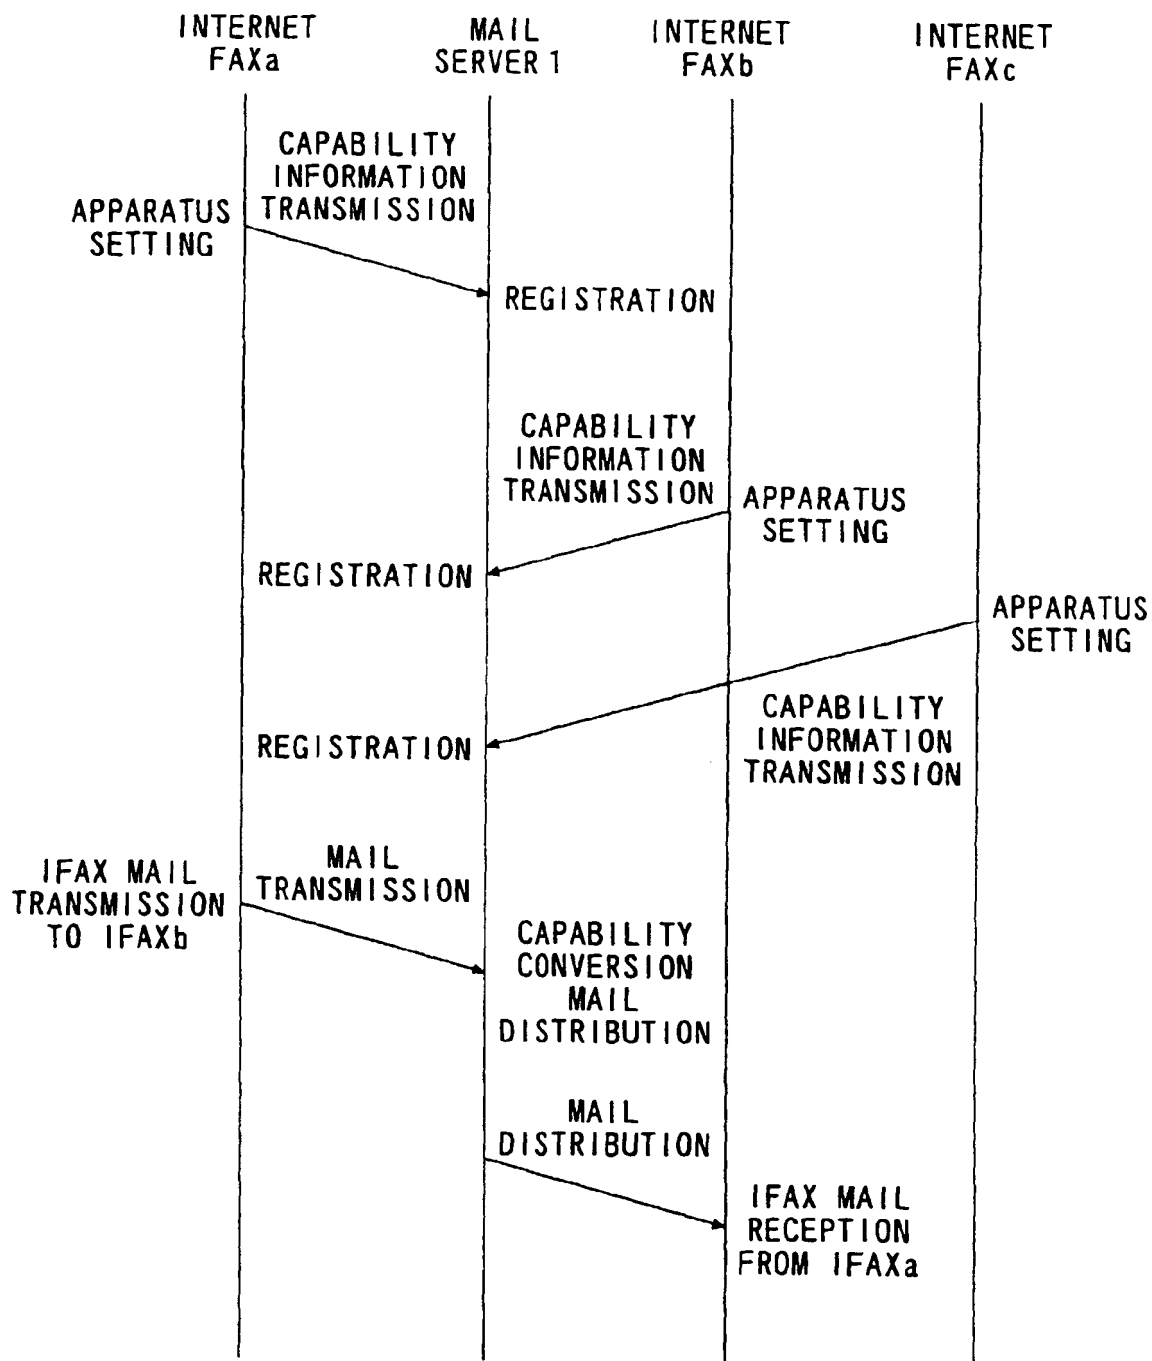 INTERNET
FAXa
MAIL
SERVER 1
INTERNET
FAXb
INTERNET
FAXc
CAPABILITY
INFORMATION
TRANSMISSION
APPARATUS
SETTING
REGISTRATION
CAPABILITY
INFORMATION
TRANSMISSION
APPARATUS
SETTING
REGISTRATION
APPARATUS
SETTING
CAPABILITY
INFORMATION
TRANSMISSION
REGISTRATION
IFAX MAIL
TRANSMISSION
TO IFAXb
MAIL
TRANSMISSION
CAPABILITY
CONVERSION
MAIL
DISTRIBUTION
MAIL
DISTRIBUTION
IFAX MAIL
RECEPTION
FROM IFAXa